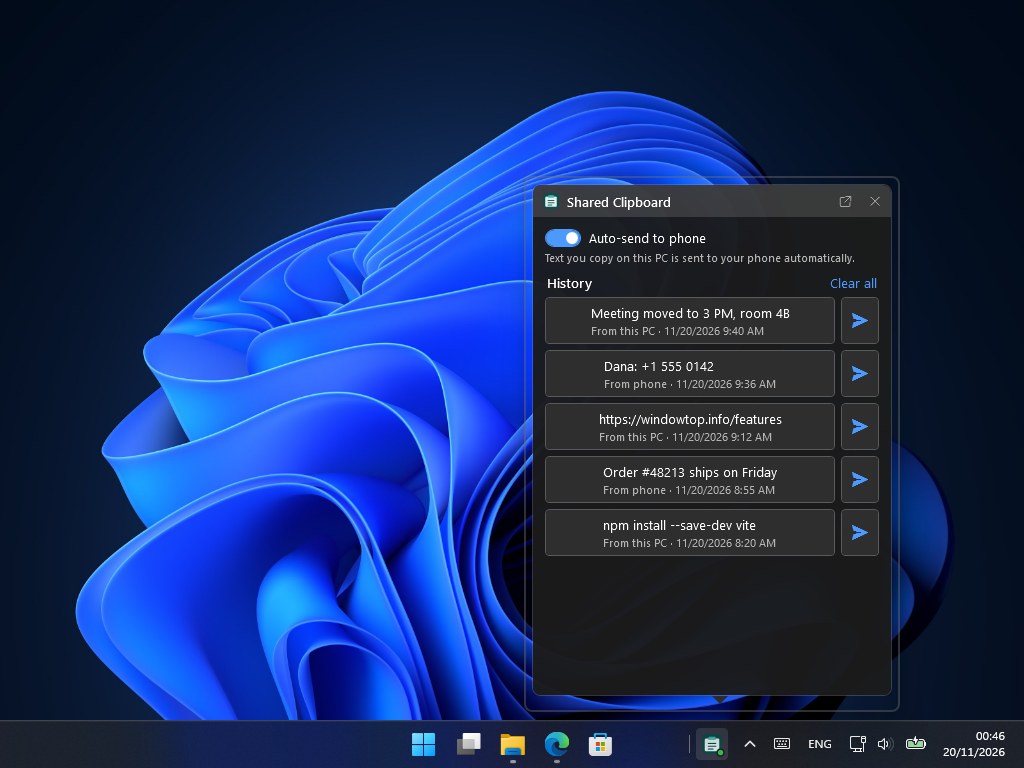 Shared Clipboard
Auto-send to phone
Text you copy on this PC is sent to your phone automatically.
History
Clear all
Meeting moved to 3 PM, room 4B
From this PC · 11/20/2026 9:40 AM
Dana: +1 555 0142
From phone · 11/20/2026 9:36 AM
https://windowtop.info/features
From this PC · 11/20/2026 9:12 AM
Order #48213 ships on Friday
From phone · 11/20/2026 8:55 AM
npm install --save-dev vite
From this PC · 11/20/2026 8:20 AM
ENG
00:46
20/11/2026